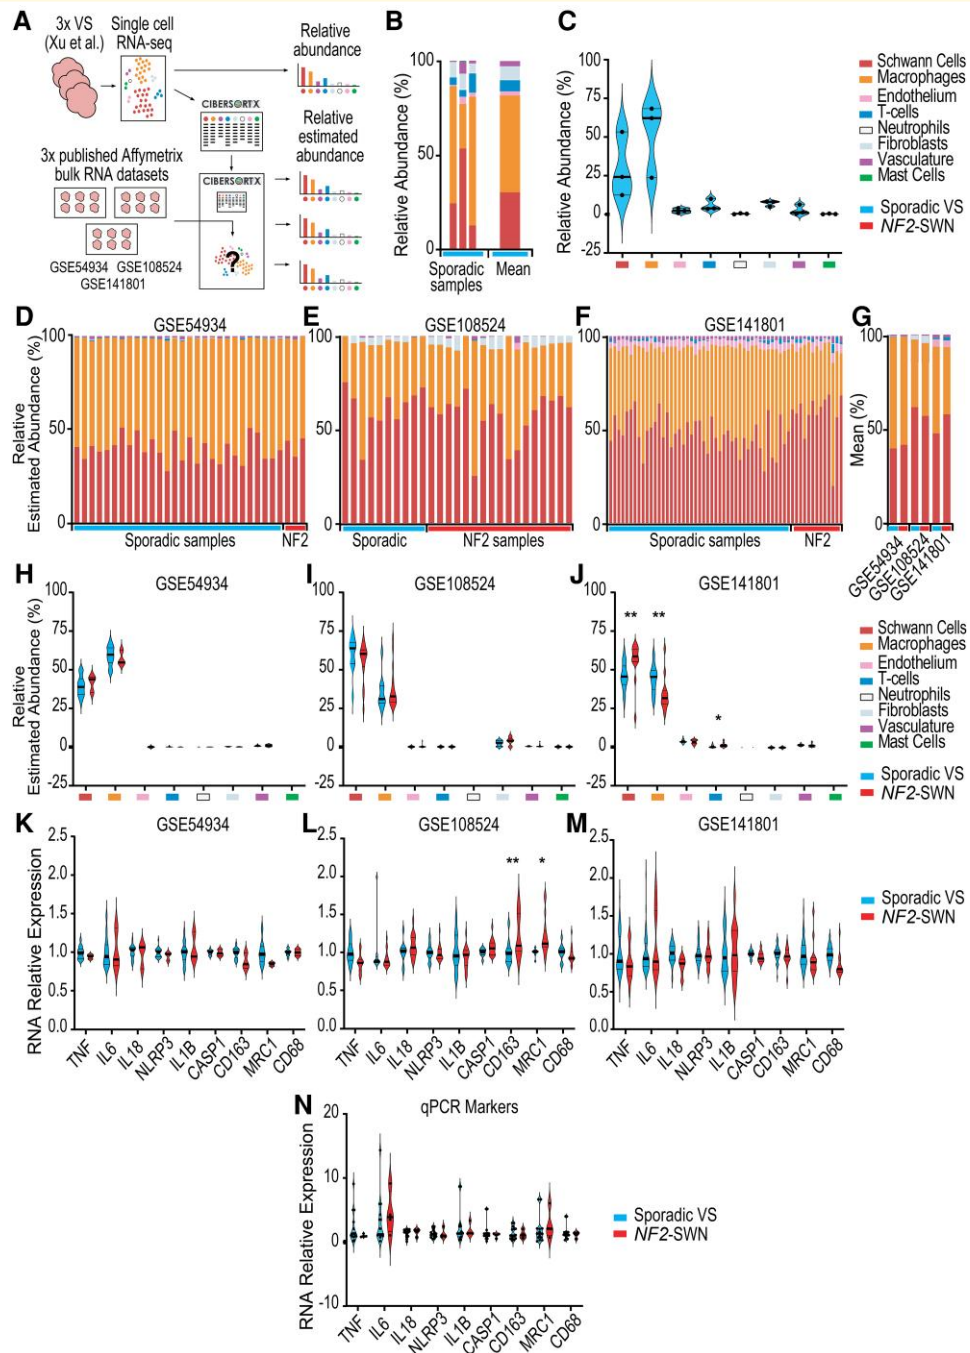 A
3x VS
(Xu et al.)
Single cell
RNA-seq
Relative
abundance
CIBERSORTX
Relative
estimated
abundance
3x published Affymetrix
bulk RNA datasets
CIBERSORTX
?
GSE54934 GSE108524
GSE141801
B
Relative Abundance (%)
100
50
0
Sporadic
samples
Mean
C
Relative Abundance (%)
100
75
50
25
0
-25
Schwann Cells
Macrophages
Endothelium
T-cells
Neutrophils
Fibroblasts
Vasculature
Mast Cells
Sporadic VS
NF2-SWN
D
GSE54934
Relative
Estimated Abundance (%)
100
50
0
Sporadic samples
NF2
E
GSE108524
100
50
0
Sporadic
NF2 samples
F
GSE141801
100
50
0
Sporadic samples
NF2
G
Mean (%)
100
50
0
GSE54934
GSE108524
GSE141801
H
GSE54934
Relative
Estimated Abundance (%)
100
75
50
25
0
-25
I
GSE108524
100
75
50
25
0
-25
J
GSE141801
100
75
50
25
0
-25
** **
*
Schwann Cells
Macrophages
Endothelium
T-cells
Neutrophils
Fibroblasts
Vasculature
Mast Cells
Sporadic VS
NF2-SWN
K
GSE54934
RNA Relative Expression
2.5
2.0
1.5
1.0
0.5
0.0
TNF
IL6
IL18
NLRP3
IL1B
CASP1
CD163
MRC1
CD68
L
GSE108524
2.5
2.0
1.5
1.0
0.5
0.0
** *
TNF
IL6
IL18
NLRP3
IL1B
CASP1
CD163
MRC1
CD68
M
GSE141801
2.5
2.0
1.5
1.0
0.5
0.0
TNF
IL6
IL18
NLRP3
IL1B
CASP1
CD163
MRC1
CD68
Sporadic VS
NF2-SWN
N
qPCR Markers
RNA Relative Expression
20
10
0
-10
TNF
IL6
IL18
NLRP3
IL1B
CASP1
CD163
MRC1
CD68
Sporadic VS
NF2-SWN